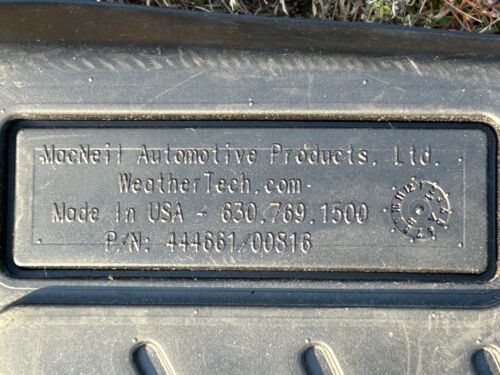 MacNeil Automotive Products, Ltd.
WeatherTech.com
Made In USA - 630.769.1500
P/N: 444661/00816